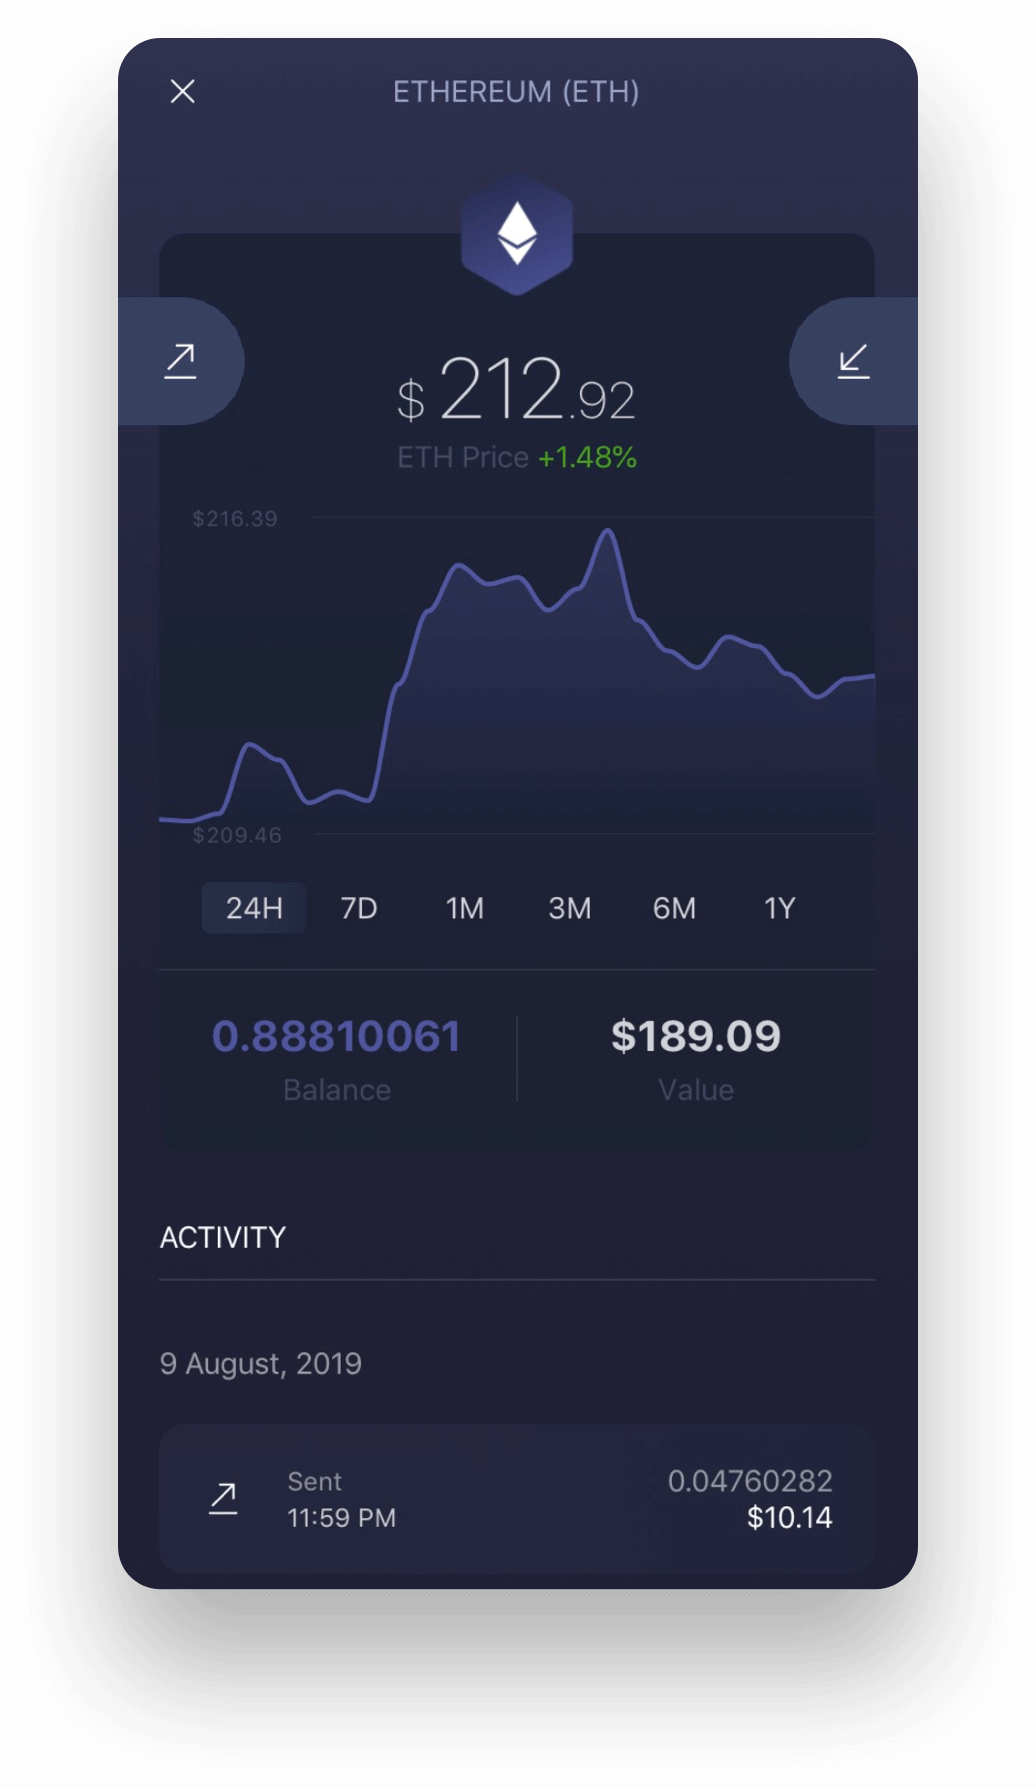 ETHEREUM (ETH)
$ 212.92
ETH Price +1.48%
$216.39
$209.46
24H 7D 1M 3M 6M 1Y
0.88810061 $189.09
Balance Value
ACTIVITY
9 August, 2019
Sent 0.04760282
11:59 PM $10.14